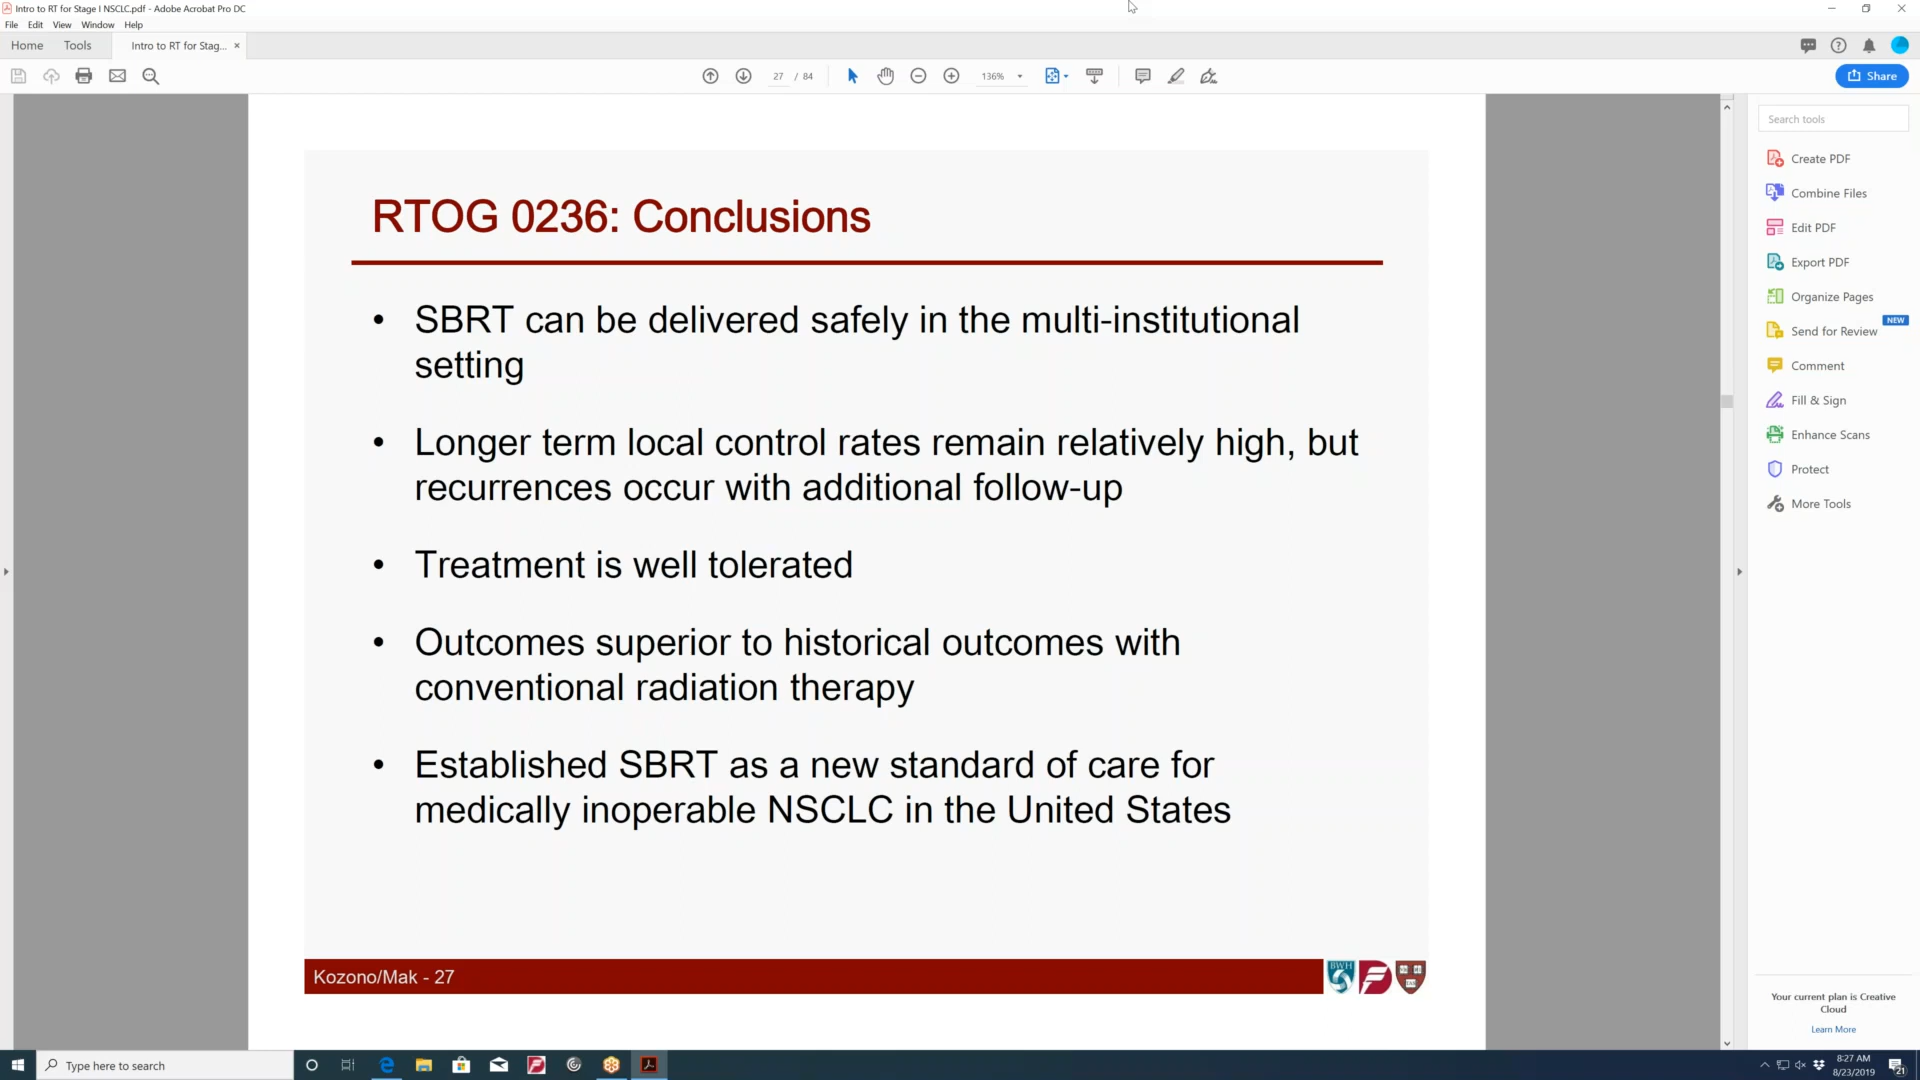 Intro to RT for Stage I NSCLC.pdf - Adobe Acrobat Pro DC
File Edit View Window Help
Home Tools Intro to RT for Stag... ×
27 / 84 136% Share
Search tools
Create PDF
Combine Files
Edit PDF
Export PDF
Organize Pages
NEW
Send for Review
Comment
Fill & Sign
Enhance Scans
Protect
More Tools
RTOG 0236: Conclusions
• SBRT can be delivered safely in the multi-institutional
setting
• Longer term local control rates remain relatively high, but
recurrences occur with additional follow-up
• Treatment is well tolerated
• Outcomes superior to historical outcomes with
conventional radiation therapy
• Established SBRT as a new standard of care for
medically inoperable NSCLC in the United States
Kozono/Mak - 27
BWH
Your current plan is Creative
Cloud
Learn More
Type here to search
8:27 AM
8/23/2019
21